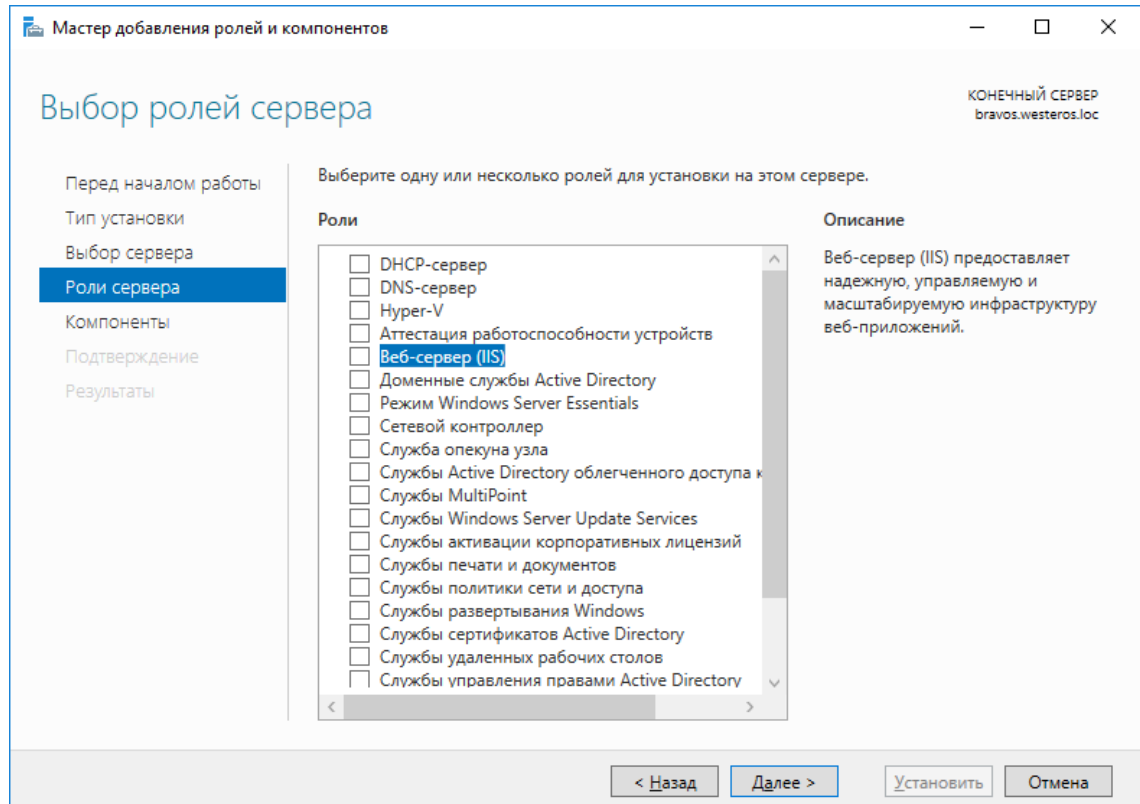 Мастер добавления ролей и компонентов
Выбор ролей сервера
КОНЕЧНЫЙ СЕРВЕР
bravos.westeros.loc
Перед началом работы
Тип установки
Выбор сервера
Роли сервера
Компоненты
Подтверждение
Результаты
Выберите одну или несколько ролей для установки на этом сервере.
Роли
DHCP-сервер
DNS-сервер
Hyper-V
Аттестация работоспособности устройств
Веб-сервер (IIS)
Доменные службы Active Directory
Режим Windows Server Essentials
Сетевой контроллер
Служба опекуна узла
Службы Active Directory облегченного доступа к
Службы MultiPoint
Службы Windows Server Update Services
Службы активации корпоративных лицензий
Службы печати и документов
Службы политики сети и доступа
Службы развертывания Windows
Службы сертификатов Active Directory
Службы удаленных рабочих столов
Службы управления правами Active Directory
Описание
Веб-сервер (IIS) предоставляет
надежную, управляемую и
масштабируемую инфраструктуру
веб-приложений.
< Назад
Далее >
Установить
Отмена